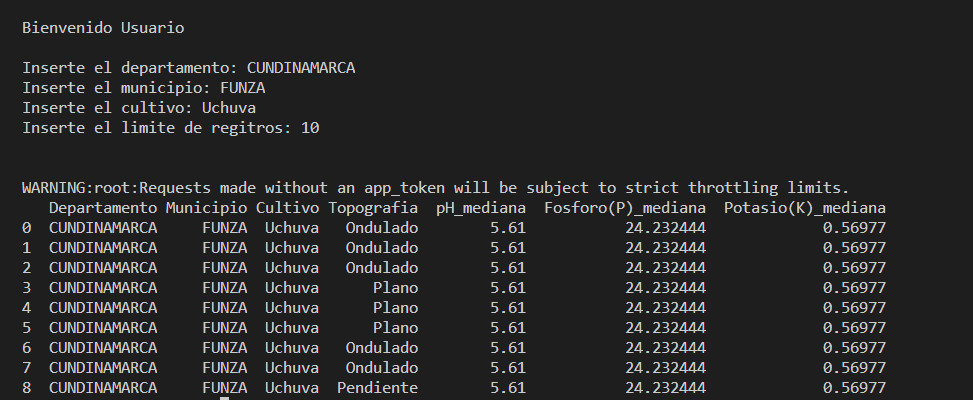 Bienvenido Usuario
Inserte el departamento: CUNDINAMARCA
Inserte el municipio: FUNZA
Inserte el cultivo: Uchuva
Inserte el limite de regitros: 10
WARNING:root:Requests made without an app_token will be subject to strict throttling limits.
Departamento Municipio Cultivo Topografia pH_mediana Fosforo(P)_mediana Potasio(K)_mediana
0 CUNDINAMARCA FUNZA Uchuva Ondulado 5.61 24.232444 0.56977
1 CUNDINAMARCA FUNZA Uchuva Ondulado 5.61 24.232444 0.56977
2 CUNDINAMARCA FUNZA Uchuva Ondulado 5.61 24.232444 0.56977
3 CUNDINAMARCA FUNZA Uchuva Plano 5.61 24.232444 0.56977
4 CUNDINAMARCA FUNZA Uchuva Plano 5.61 24.232444 0.56977
5 CUNDINAMARCA FUNZA Uchuva Plano 5.61 24.232444 0.56977
6 CUNDINAMARCA FUNZA Uchuva Ondulado 5.61 24.232444 0.56977
7 CUNDINAMARCA FUNZA Uchuva Ondulado 5.61 24.232444 0.56977
8 CUNDINAMARCA FUNZA Uchuva Pendiente 5.61 24.232444 0.56977